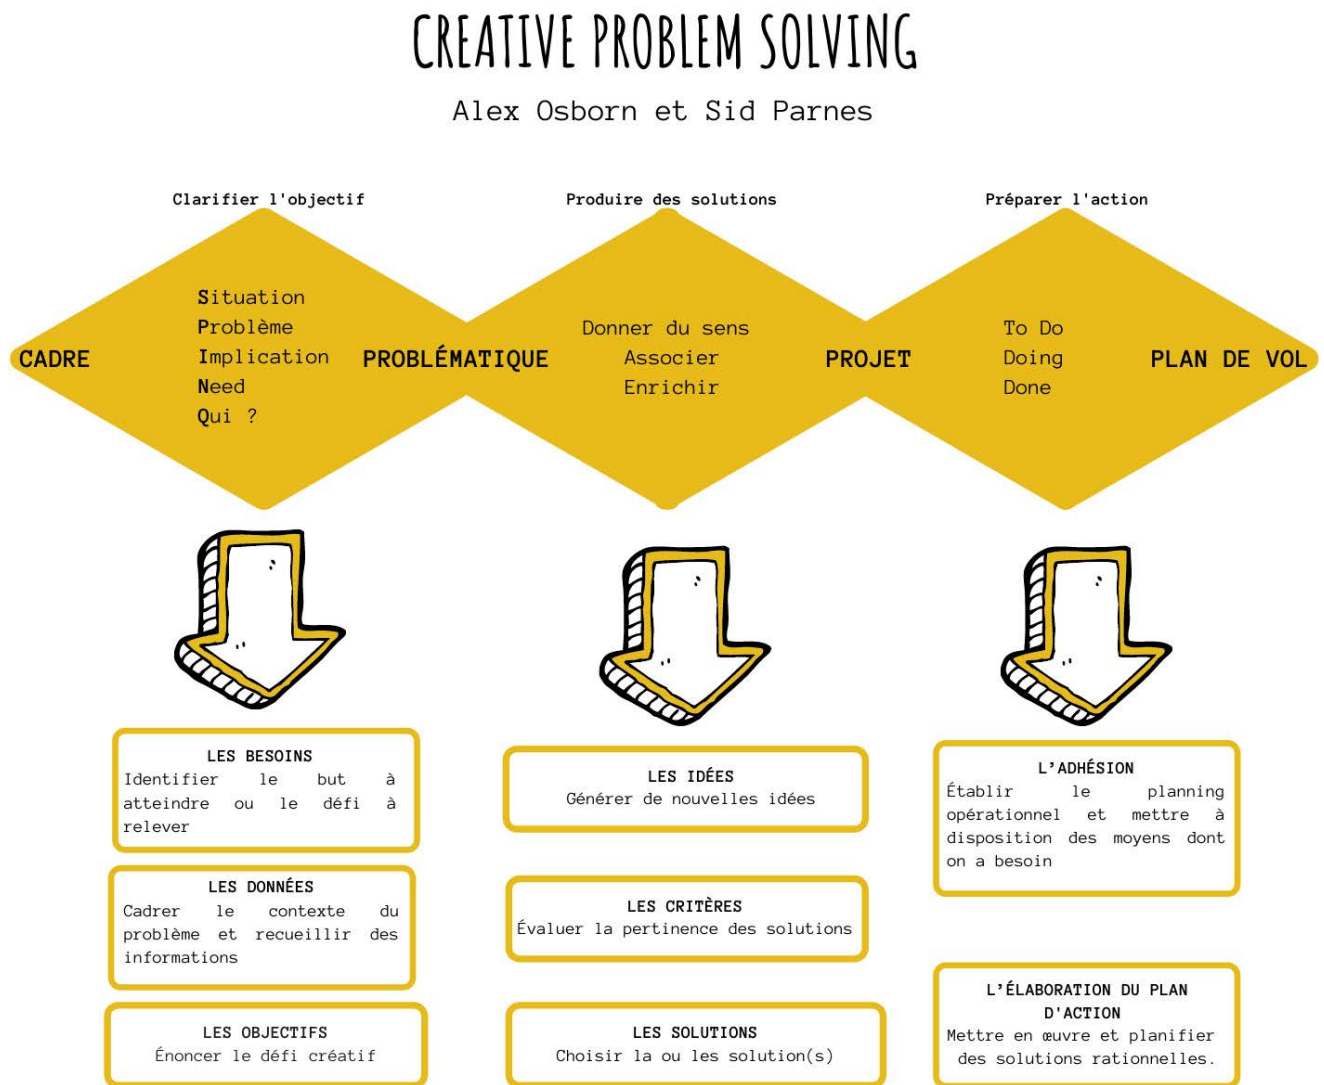 CREATIVE PROBLEM SOLVING
Alex Osborn et Sid Parnes
Clarifier l'objectif
Produire des solutions
Préparer l'action
CADRE
Situation
Problème
Implication
Need
Qui ?
PROBLÉMATIQUE
Donner du sens
Associer
Enrichir
PROJET
To Do
Doing
Done
PLAN DE VOL
LES BESOINS
Identifier le but à
atteindre ou le défi à
relever
LES DONNÉES
Cadrer le contexte du
problème et recueillir des
informations
LES OBJECTIFS
Énoncer le défi créatif
LES IDÉES
Générer de nouvelles idées
LES CRITÈRES
Évaluer la pertinence des solutions
LES SOLUTIONS
Choisir la ou les solution(s)
L'ADHÉSION
Établir le planning
opérationnel et mettre à
disposition des moyens dont
on a besoin
L'ÉLABORATION DU PLAN
D'ACTION
Mettre en œuvre et planifier
des solutions rationnelles.